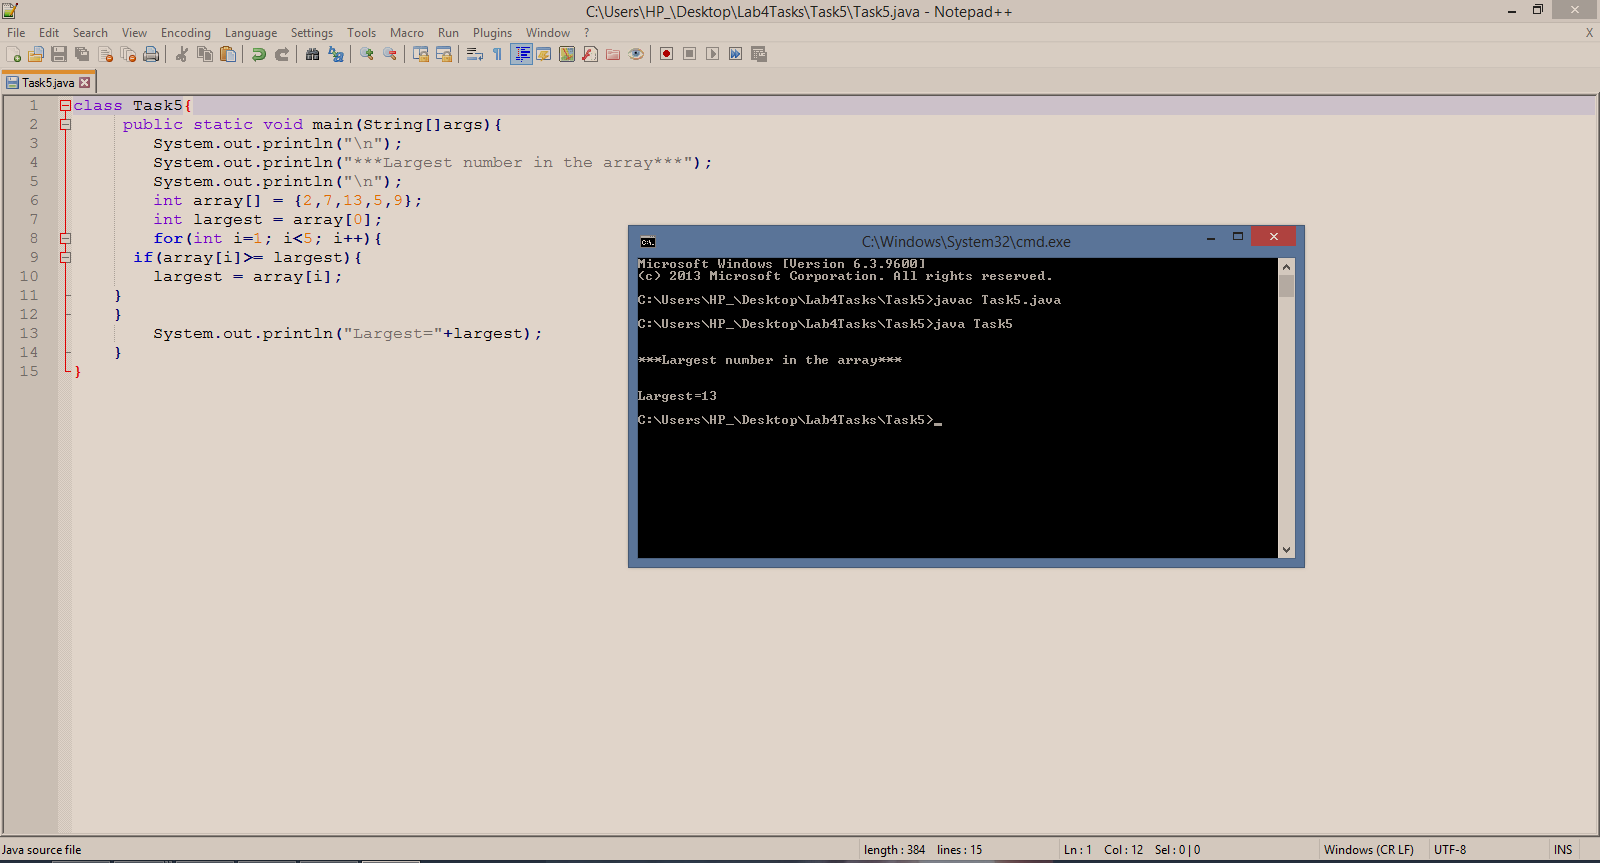 C:\Users\HP_\Desktop\Lab4Tasks\Task5\Task5.java - Notepad++
File Edit Search View Encoding Language Settings Tools Macro Run Plugins Window ? X
Task5.java
1 class Task5{
2 public static void main(String[]args){
3 System.out.println("\n");
4 System.out.println("***Largest number in the array***");
5 System.out.println("\n");
6 int array[] = {2,7,13,5,9};
7 int largest = array[0];
8 for(int i=1; i<5; i++){
9 if(array[i]>= largest){
10 largest = array[i];
11 }
12 }
13 System.out.println("Largest="+largest);
14 }
15 }
C:\Windows\System32\cmd.exe
Microsoft Windows [Version 6.3.9600]
(c) 2013 Microsoft Corporation. All rights reserved.
C:\Users\HP_\Desktop\Lab4Tasks\Task5>javac Task5.java
C:\Users\HP_\Desktop\Lab4Tasks\Task5>java Task5
***Largest number in the array***
Largest=13
C:\Users\HP_\Desktop\Lab4Tasks\Task5>_
Java source file length : 384 lines : 15 Ln : 1 Col : 12 Sel : 0 | 0 Windows (CR LF) UTF-8 INS